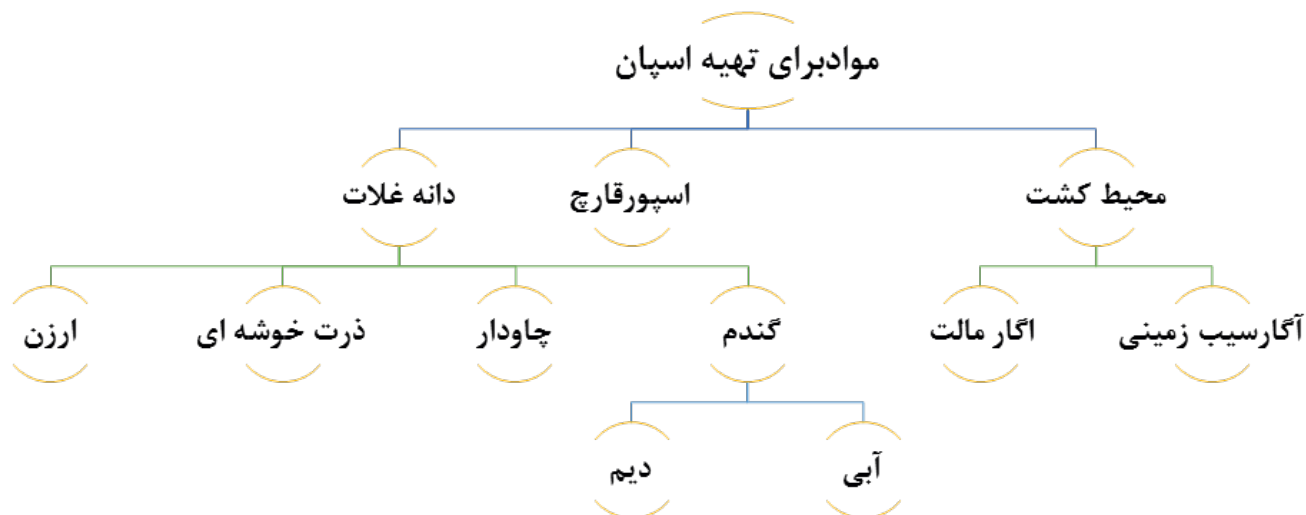 موادبرای تهیه اسپان
محیط کشت
اسپورقارچ
دانه غلات
آگارسیب زمینی
اگار مالت
گندم
چاودار
ذرت خوشه ای
ارزن
آبی
دیم